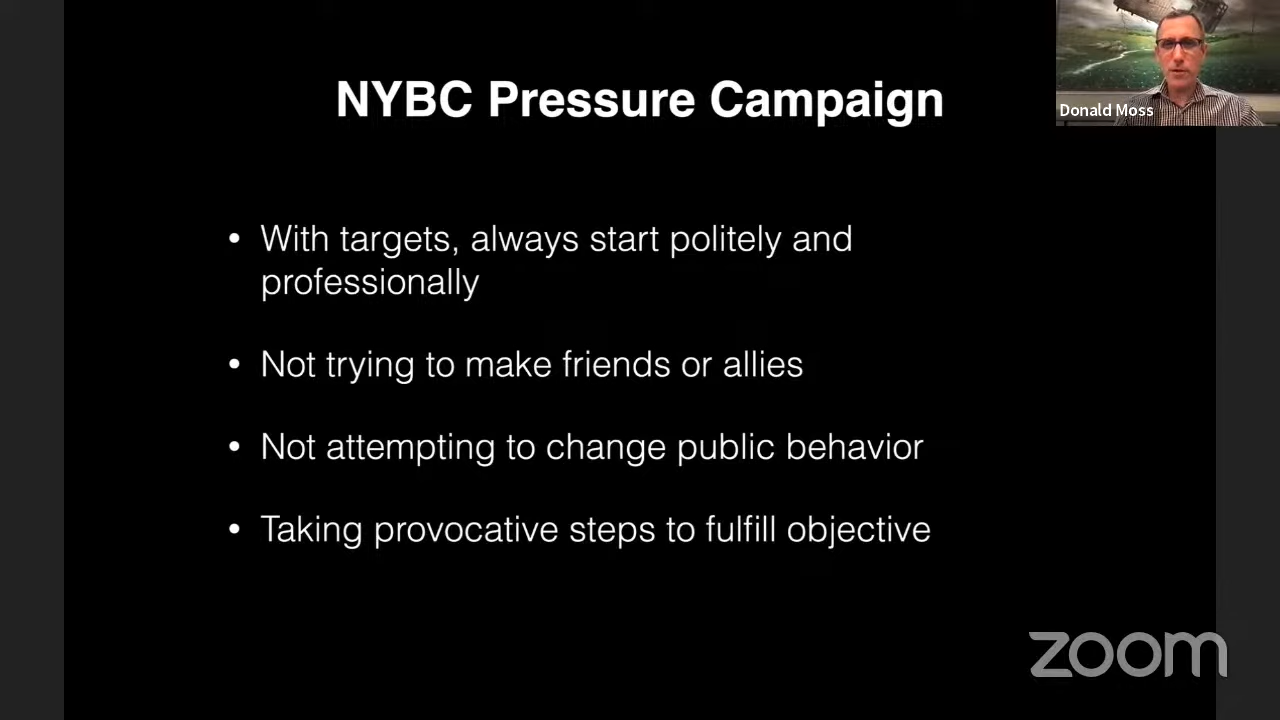 NYBC Pressure Campaign
Donald Moss
• With targets, always start politely and
professionally
• Not trying to make friends or allies
• Not attempting to change public behavior
• Taking provocative steps to fulfill objective
zoom